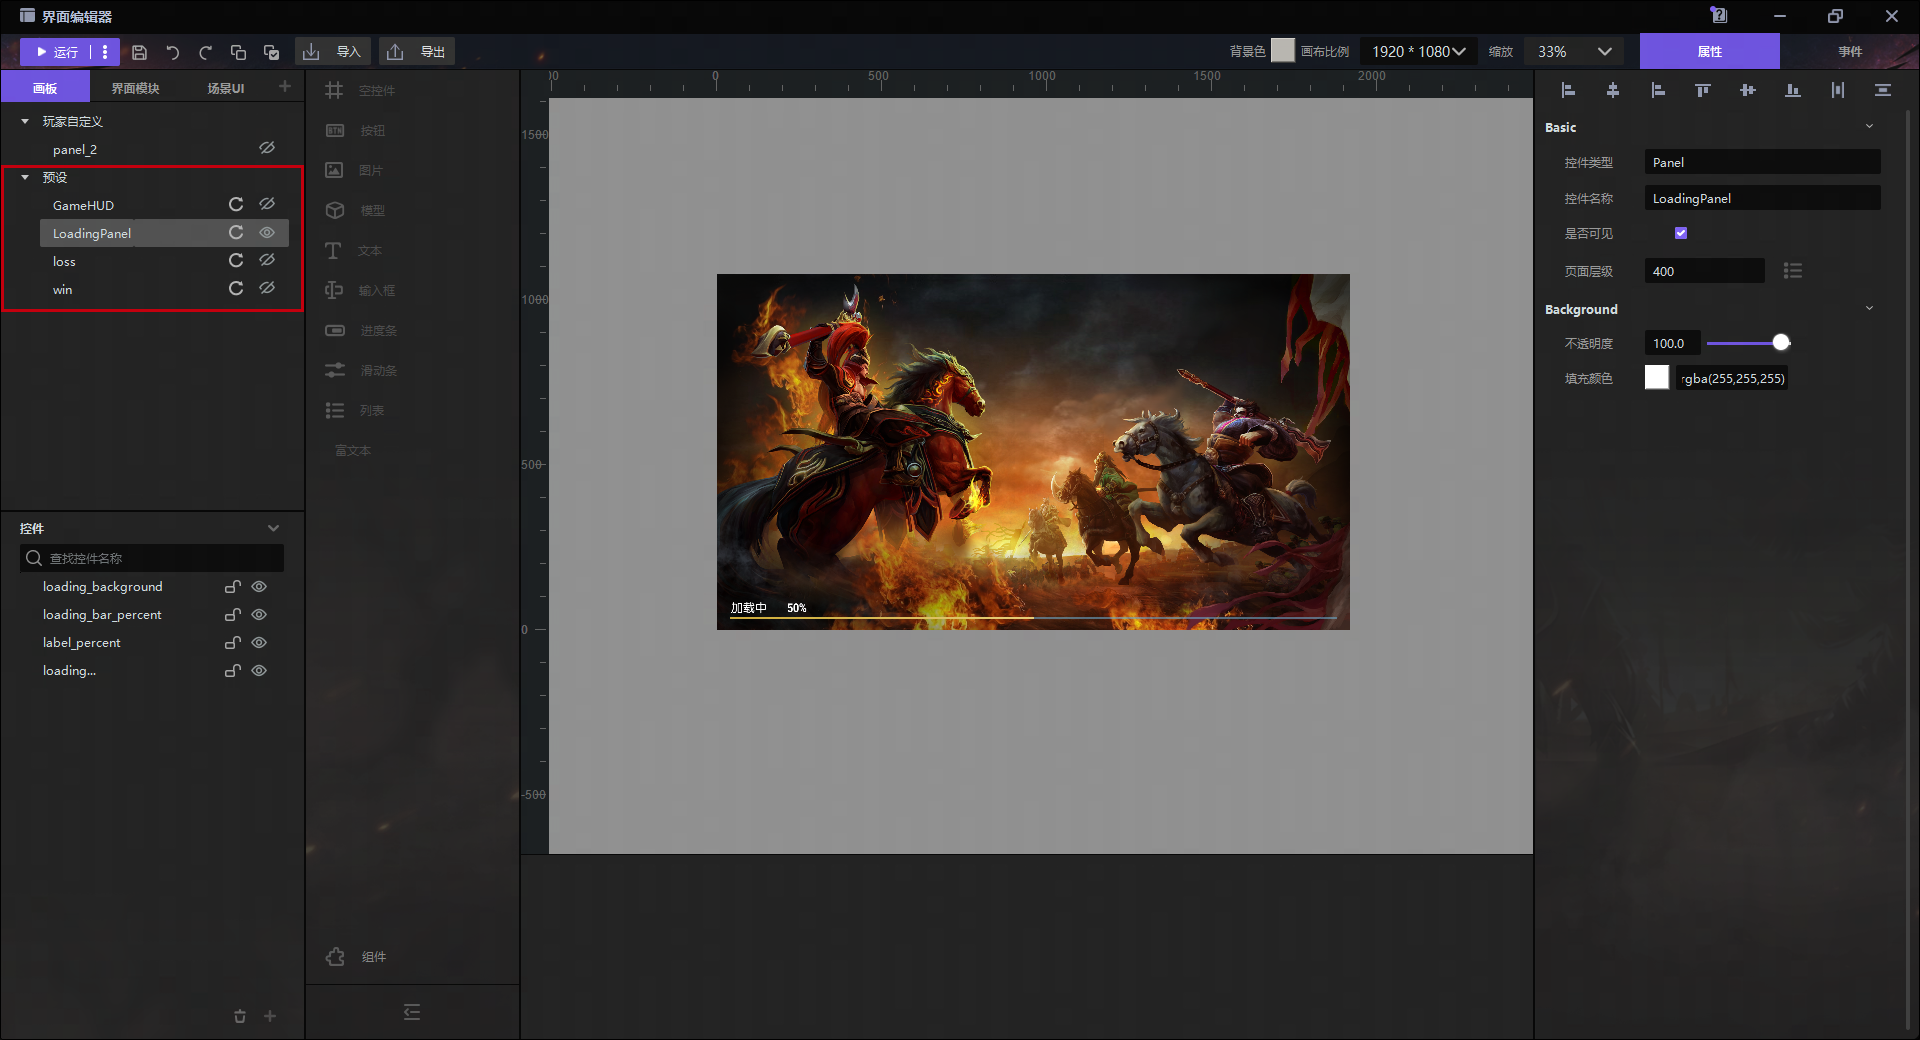 界面编辑器
运行
导入
导出
背景色
画布比例
1920 * 1080
缩放
33%
属性
事件
画板
界面模块
场景UI
玩家自定义
panel_2
预设
GameHUD
LoadingPanel
loss
win
控件
查找控件名称
loading_background
loading_bar_percent
label_percent
loading...
空控件
BTN 按钮
图片
模型
文本
输入框
进度条
滑动条
列表
富文本
组件
0 500 1000 1500 2000
1500
1000
500
0
-500
加载中 50%
Basic
控件类型 Panel
控件名称 LoadingPanel
是否可见
页面层级 400
Background
不透明度 100.0
填充颜色 rgba(255,255,255)